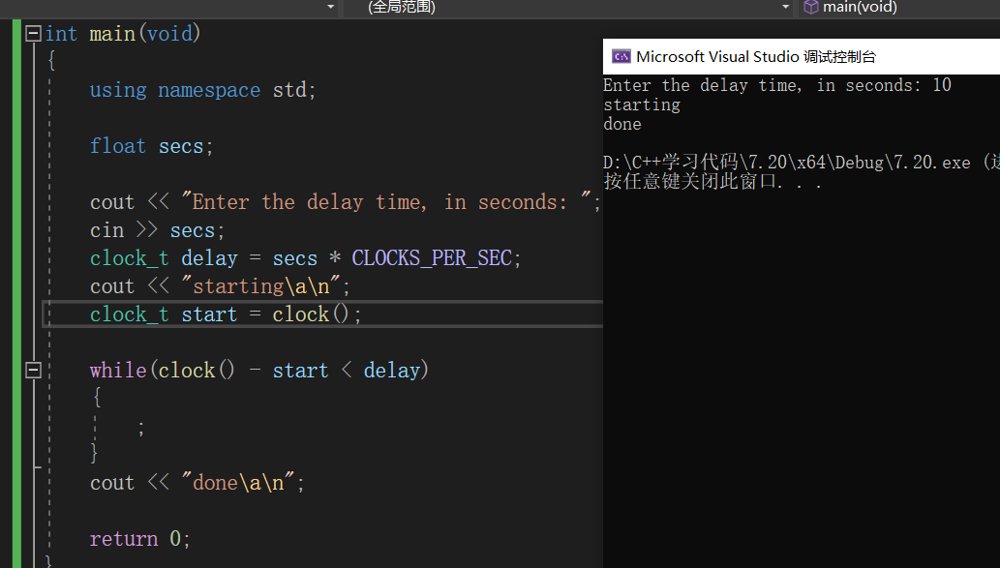 (全局范围) main(void)
int main(void)
{
using namespace std;
float secs;
cout << "Enter the delay time, in seconds: ";
cin >> secs;
clock_t delay = secs * CLOCKS_PER_SEC;
cout << "starting\a\n";
clock_t start = clock();
while(clock() - start < delay)
{
;
}
cout << "done\a\n";
return 0;
}
Microsoft Visual Studio 调试控制台
Enter the delay time, in seconds: 10
starting
done
D:\C++学习代码\7.20\x64\Debug\7.20.exe (进
按任意键关闭此窗口. . .